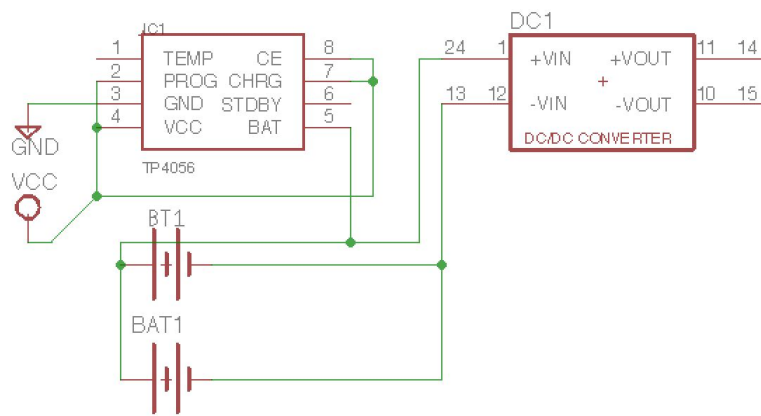 JC1
1 TEMP CE 8
2 PROG CHRG 7
3 GND STDBY 6
4 VCC BAT 5
TP4056
GND
VCC
BT1
BAT1
DC1
24 1 +VIN +VOUT 11 14
+
13 12 -VIN -VOUT 10 15
DC/DC CONVERTER